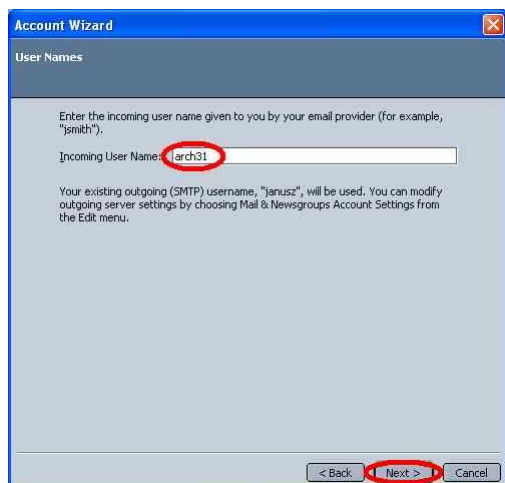 Account Wizard
User Names
Enter the incoming user name given to you by your email provider (for example,
"jsmith").
Incoming User Name: arch31
Your existing outgoing (SMTP) username, "janusz", will be used. You can modify
outgoing server settings by choosing Mail & Newsgroups Account Settings from
the Edit menu.
< Back Next > Cancel